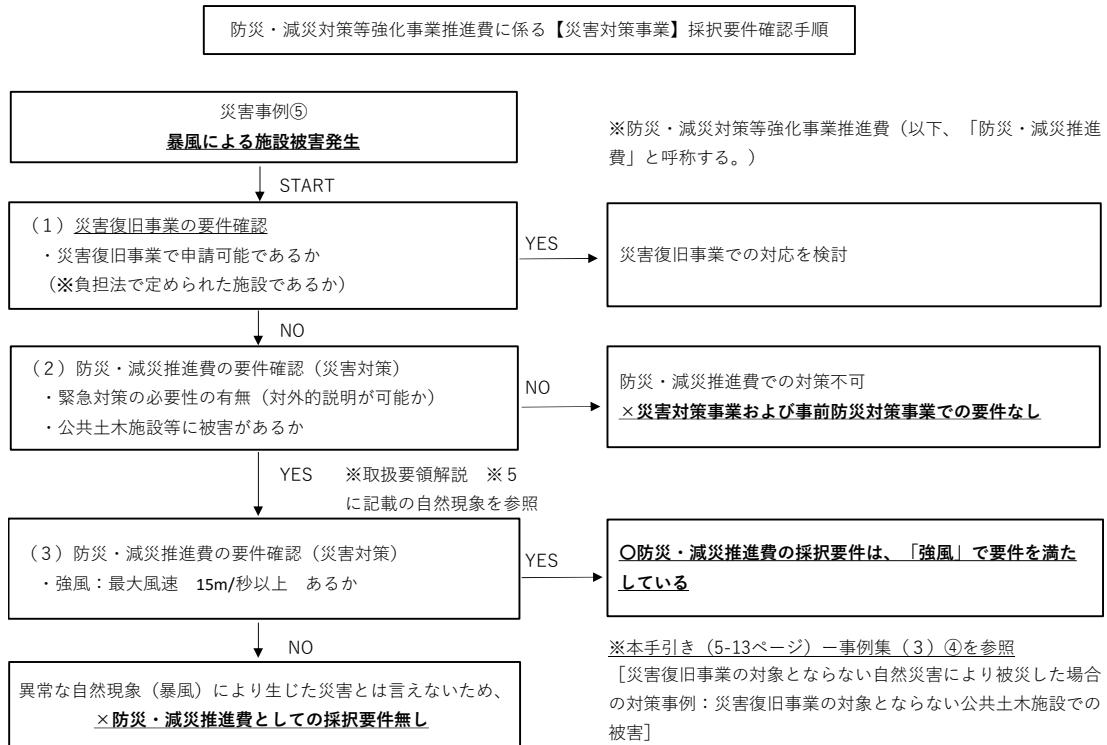 防災・減災対策等強化事業推進費に係る【災害対策事業】採択要件確認手順
災害事例⑤
暴風による施設被害発生
※防災・減災対策等強化事業推進費（以下、「防災・減災推進
費」と呼称する。）
START
（１）災害復旧事業の要件確認
・災害復旧事業で申請可能であるか
（※負担法で定められた施設であるか）
YES
災害復旧事業での対応を検討
NO
（２）防災・減災推進費の要件確認（災害対策）
・緊急対策の必要性の有無（対外的説明が可能か）
・公共土木施設等に被害があるか
NO
防災・減災推進費での対策不可
×災害対策事業および事前防災対策事業での要件なし
YES
※取扱要領解説　※５
に記載の自然現象を参照
（３）防災・減災推進費の要件確認（災害対策）
・強風：最大風速　15m/秒以上　あるか
YES
〇防災・減災推進費の採択要件は、「強風」で要件を満た
している
NO
※本手引き（5-13ページ）ー事例集（３）④を参照
［災害復旧事業の対象とならない自然災害により被災した場合
の対策事例：災害復旧事業の対象とならない公共土木施設での
被害］
異常な自然現象（暴風）により生じた災害とは言えないため、
×防災・減災推進費としての採択要件無し